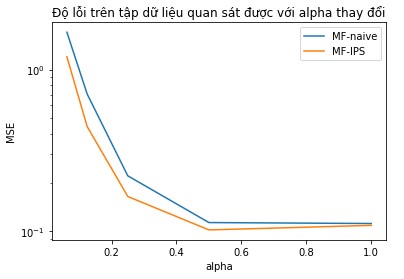 Độ lỗi trên tập dữ liệu quan sát được với alpha thay đổi
MF-naive
MF-IPS
10⁰
10⁻¹
MSE
0.2 0.4 0.6 0.8 1.0
alpha